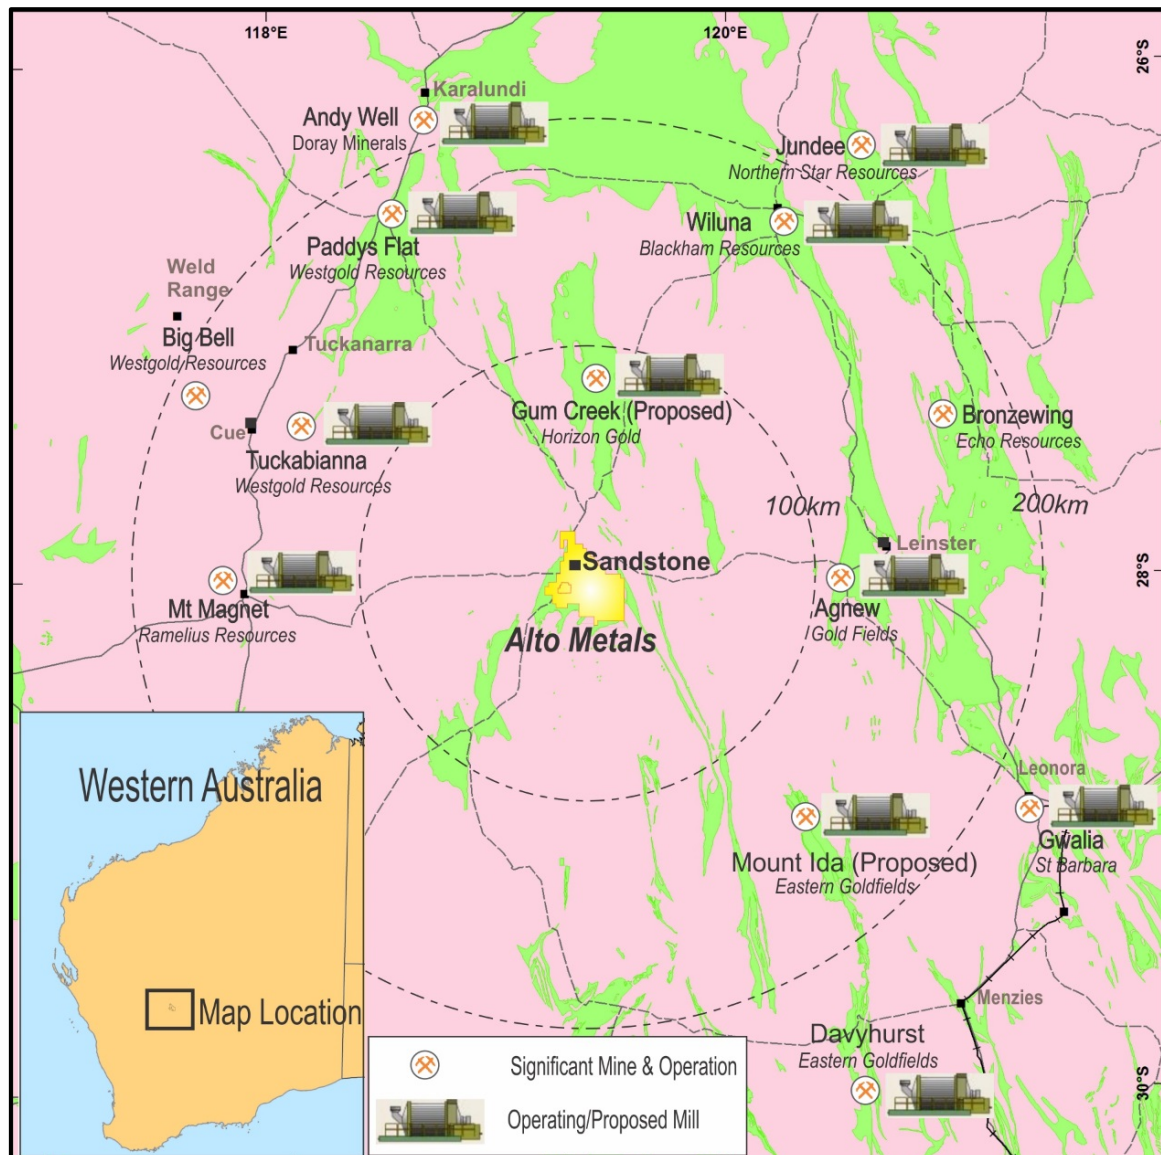 118°E
120°E
26°S
Karalundi
Andy Well
Doray Minerals
Jundee
Northern Star Resources
Paddys Flat
Westgold Resources
Wiluna
Blackham Resources
Weld
Range
Big Bell
Westgold Resources
Tuckanarra
Gum Creek (Proposed)
Horizon Gold
Bronzewing
Echo Resources
Cue
Tuckabianna
Westgold Resources
100km
200km
Leinster
Sandstone
28°S
Mt Magnet
Ramelius Resources
Agnew
Gold Fields
Alto Metals
Western Australia
Map Location
Leonora
Gwalia
St Barbara
Mount Ida (Proposed)
Eastern Goldfields
Menzies
Davyhurst
Eastern Goldfields
30°S
Significant Mine & Operation
Operating/Proposed Mill